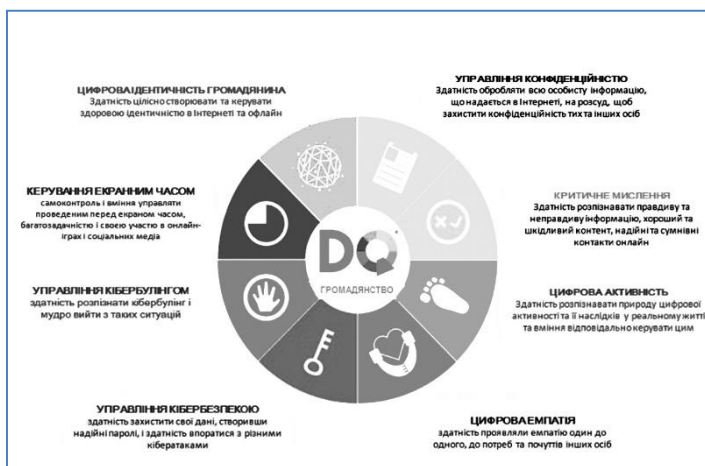 ЦИФРОВА ІДЕНТИЧНІСТЬ ГРОМАДЯНИНА
Здатність цілісно створювати та керувати
здоровою ідентичністю в Інтернеті та офлайн
УПРАВЛІННЯ КОНФІДЕНЦІЙНІСТЮ
Здатність обробляти всю особисту інформацію,
що надається в Інтернеті, на розсуд, щоб
захистити конфіденційність тих та інших осіб
КЕРУВАННЯ ЕКРАННИМ ЧАСОМ
самоконтроль і вміння управляти
проведеним перед екраном часом,
багатозадачністю і своєю участю в онлайн-
іграх і соціальних медіа
КРИТИЧНЕ МИСЛЕННЯ
Здатність розпізнавати правдиву та
неправдиву інформацію, хороший та
шкідливий контент, надійні та сумнівні
контакти онлайн
DQ
ГРОМАДЯНСТВО
УПРАВЛІННЯ КІБЕРБУЛІНГОМ
здатність розпізнати кібербулінг і
мудро вийти з таких ситуацій
ЦИФРОВА АКТИВНІСТЬ
Здатність розпізнавати природу цифрової
активності та її наслідків у реальному житті
та вміння відповідально керувати цим
УПРАВЛІННЯ КІБЕРБЕЗПЕКОЮ
здатність захистити свої дані, створивши
надійні паролі, і здатність впоратися з різними
кібератаками
ЦИФРОВА ЕМПАТІЯ
здатність проявляли емпатію один до
одного, до потреб та почуттів інших осіб